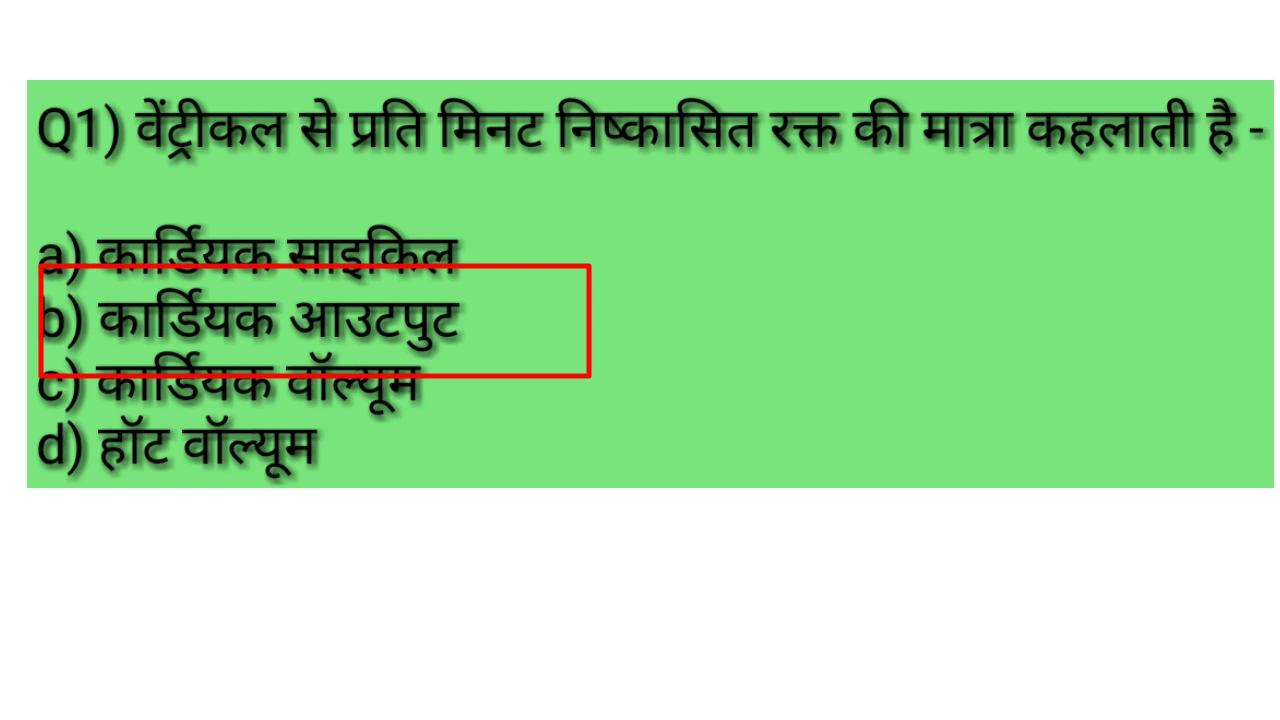 Q1) वेंट्रीकल से प्रति मिनट निष्कासित रक्त की मात्रा कहलाती है -
a) कार्डियक साइकिल
b) कार्डियक आउटपुट
c) कार्डियक वॉल्यूम
d) हॉट वॉल्यूम